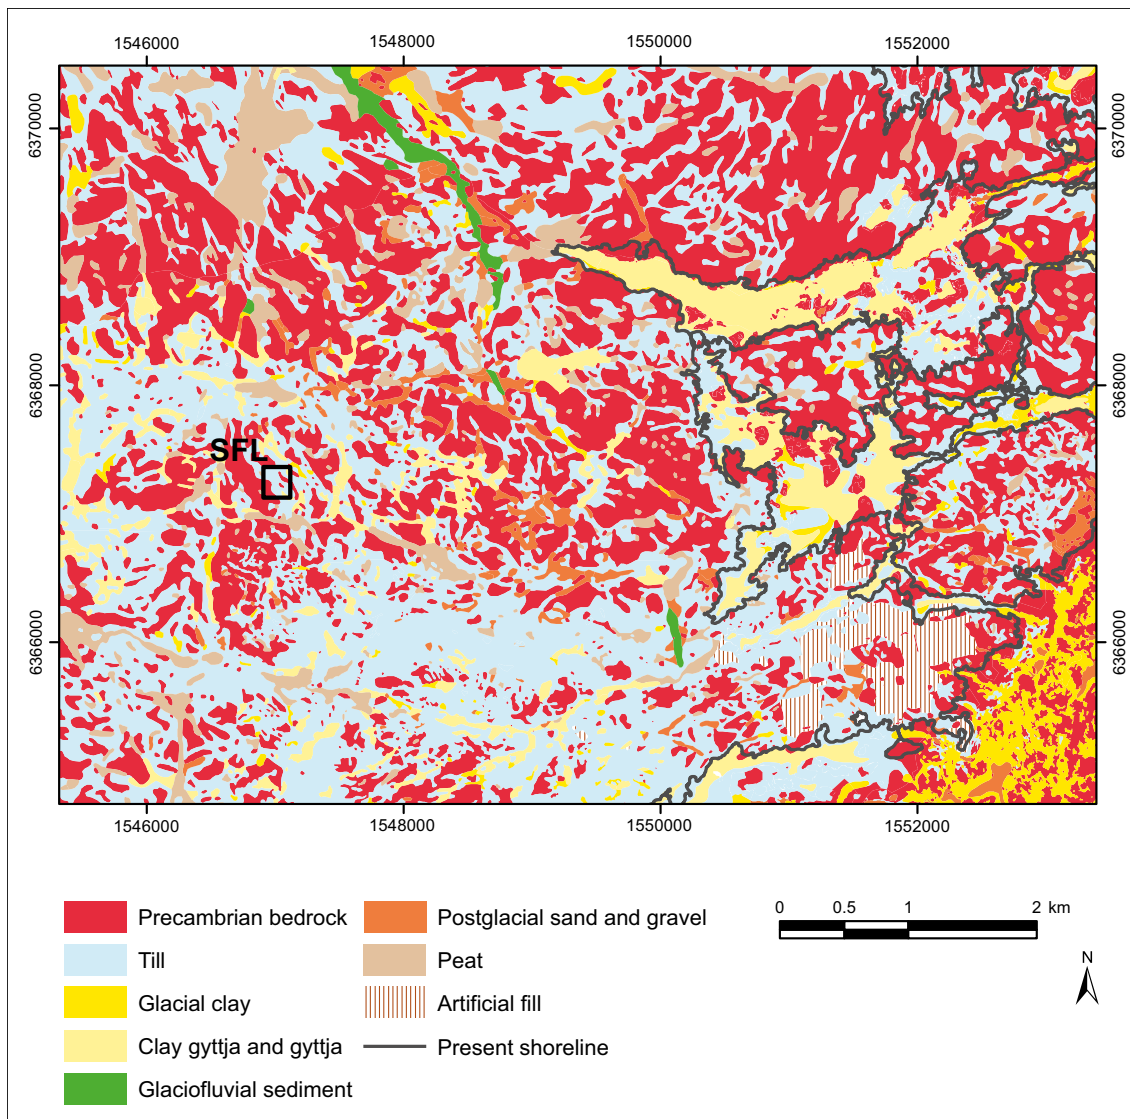 1546000 1548000 1550000 1552000
6370000 6370000
6368000 6368000
SFL
6366000 6366000
1546000 1548000 1550000 1552000
Precambrian bedrock
Till
Glacial clay
Clay gyttja and gyttja
Glaciofluvial sediment
Postglacial sand and gravel
Peat
Artificial fill
Present shoreline
0 0.5 1 2 km
N